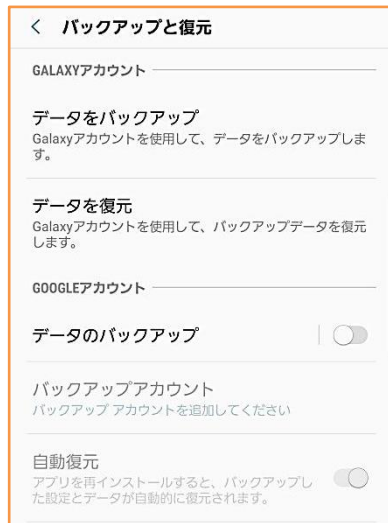 バックアップと復元
GALAXYアカウント
データをバックアップ
Galaxyアカウントを使用して、データをバックアップしま
す。
データを復元
Galaxyアカウントを使用して、バックアップデータを復元
します。
GOOGLEアカウント
データのバックアップ
バックアップアカウント
バックアップ アカウントを追加してください
自動復元
アプリを再インストールすると、バックアップし
た設定とデータが自動的に復元されます。